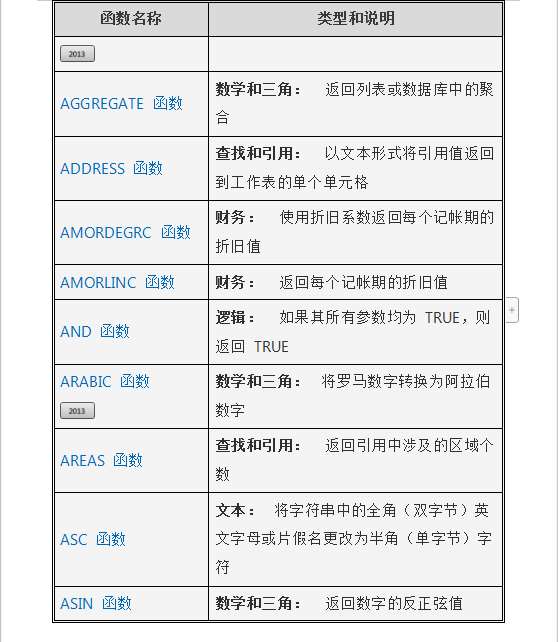 函数名称 类型和说明
2013
AGGREGATE 函数 数学和三角： 返回列表或数据库中的聚
合
ADDRESS 函数 查找和引用： 以文本形式将引用值返回
到工作表的单个单元格
AMORDEGRC 函数 财务： 使用折旧系数返回每个记帐期的
折旧值
AMORLINC 函数 财务： 返回每个记帐期的折旧值
AND 函数 逻辑： 如果其所有参数均为 TRUE，则
返回 TRUE
ARABIC 函数 数学和三角： 将罗马数字转换为阿拉伯
2013 数字
AREAS 函数 查找和引用： 返回引用中涉及的区域个
数
ASC 函数 文本： 将字符串中的全角（双字节）英
文字母或片假名更改为半角（单字节）字
符
ASIN 函数 数学和三角： 返回数字的反正弦值